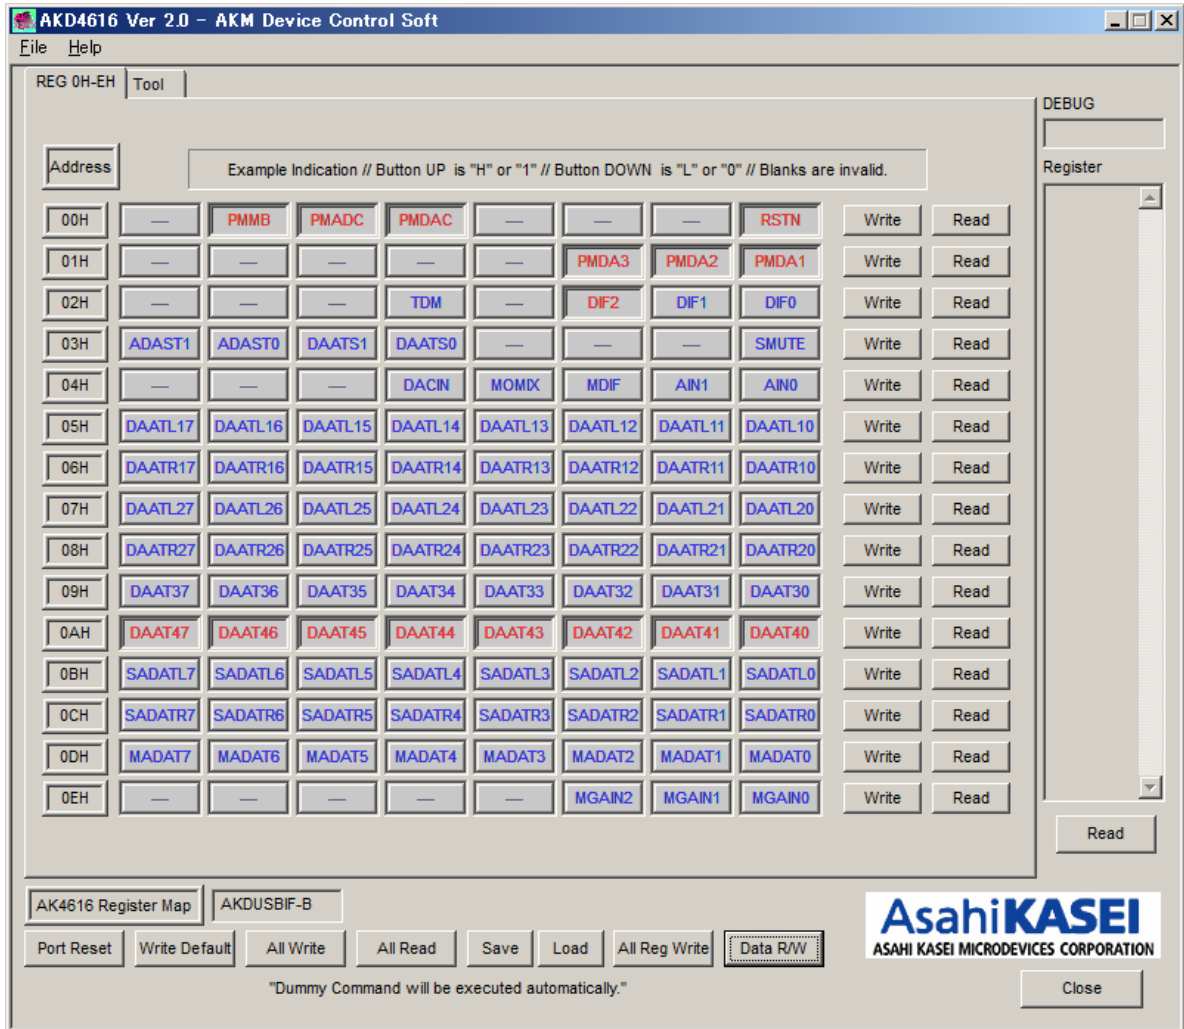 AKD4616 Ver 2.0 - AKM Device Control Soft
File Help
REG 0H-EH Tool
DEBUG
Address
Example Indication // Button UP is "H" or "1" // Button DOWN is "L" or "0" // Blanks are invalid.
Register
00H — PMMB PMADC PMDAC — — — RSTN Write Read
01H — — — — — PMDA3 PMDA2 PMDA1 Write Read
02H — — — TDM — DIF2 DIF1 DIF0 Write Read
03H ADAST1 ADAST0 DAATS1 DAATS0 — — — SMUTE Write Read
04H — — — DACIN MOMIX MDIF AIN1 AIN0 Write Read
05H DAATL17 DAATL16 DAATL15 DAATL14 DAATL13 DAATL12 DAATL11 DAATL10 Write Read
06H DAATR17 DAATR16 DAATR15 DAATR14 DAATR13 DAATR12 DAATR11 DAATR10 Write Read
07H DAATL27 DAATL26 DAATL25 DAATL24 DAATL23 DAATL22 DAATL21 DAATL20 Write Read
08H DAATR27 DAATR26 DAATR25 DAATR24 DAATR23 DAATR22 DAATR21 DAATR20 Write Read
09H DAAT37 DAAT36 DAAT35 DAAT34 DAAT33 DAAT32 DAAT31 DAAT30 Write Read
0AH DAAT47 DAAT46 DAAT45 DAAT44 DAAT43 DAAT42 DAAT41 DAAT40 Write Read
0BH SADATL7 SADATL6 SADATL5 SADATL4 SADATL3 SADATL2 SADATL1 SADATL0 Write Read
0CH SADATR7 SADATR6 SADATR5 SADATR4 SADATR3 SADATR2 SADATR1 SADATR0 Write Read
0DH MADAT7 MADAT6 MADAT5 MADAT4 MADAT3 MADAT2 MADAT1 MADAT0 Write Read
0EH — — — — — MGAIN2 MGAIN1 MGAIN0 Write Read
Read
AK4616 Register Map AKDUSBIF-B
AsahiKASEI
ASAHI KASEI MICRODEVICES CORPORATION
Port Reset Write Default All Write All Read Save Load All Reg Write Data R/W
"Dummy Command will be executed automatically."
Close